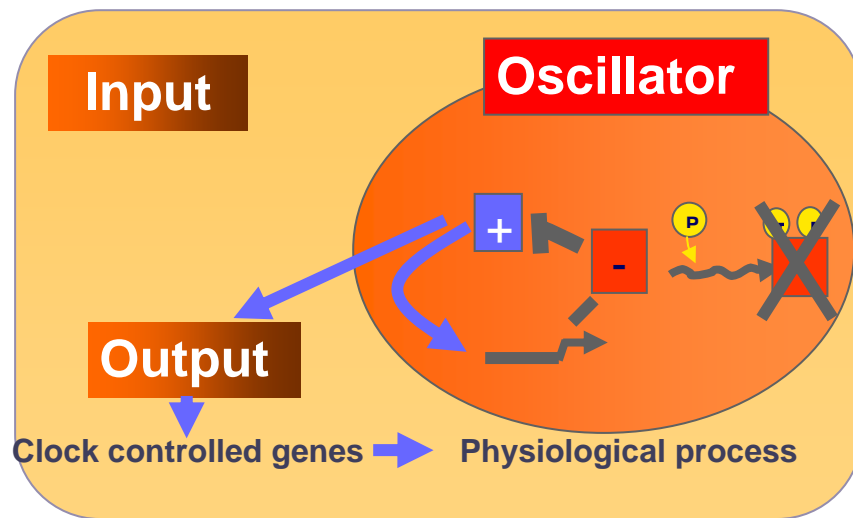 Input
Oscillator
+
-
P
Output
Clock controlled genes
Physiological process